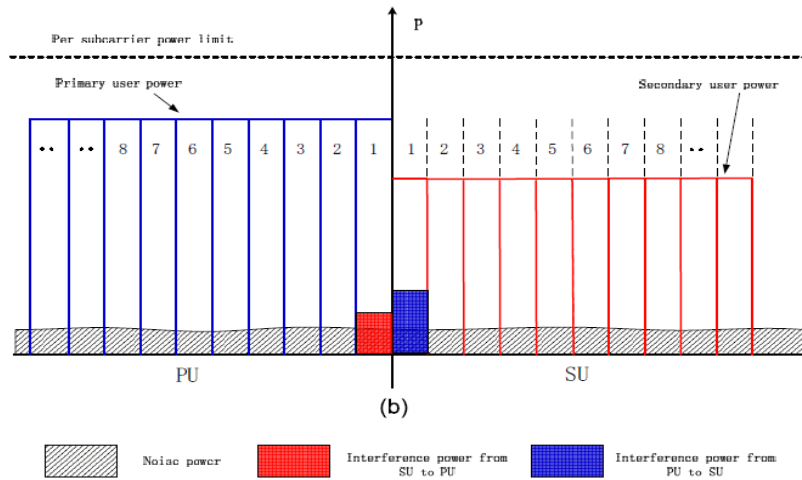 P
Per subcarrier power limit
Primary user power
Secondary user power
.. .. 8 7 6 5 4 3 2 1 1 2 3 4 5 6 7 8 ..
PU SU
(b)
Noise power
Interference power from
SU to PU
Interference power from
PU to SU